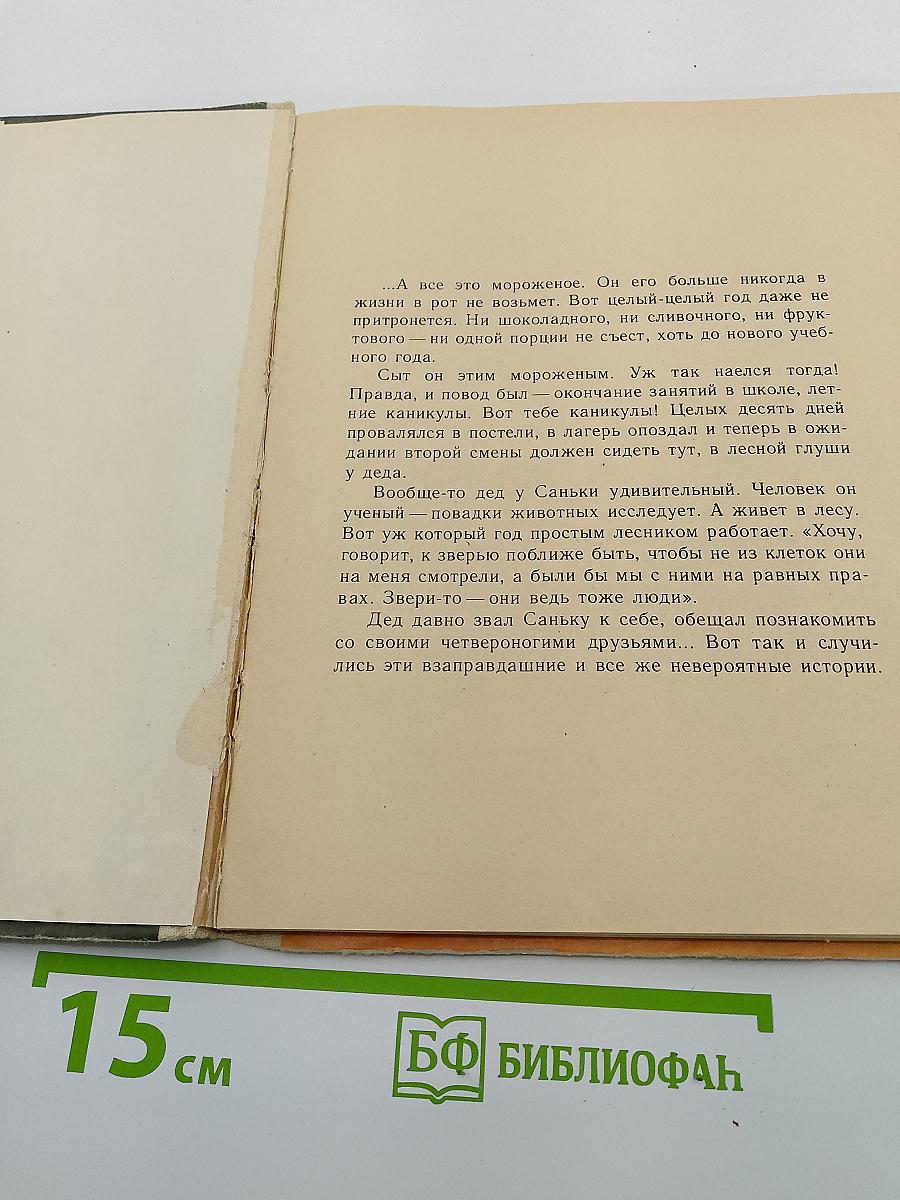 ...А все это мороженое. Он его больше никогда в
жизни в рот не возьмет. Вот целый-целый год даже не
притронется. Ни шоколадного, ни сливочного, ни фрук-
тового — ни одной порции не съест, хоть до нового учеб-
ного года.
Сыт он этим мороженым. Уж так наелся тогда!
Правда, и повод был — окончание занятий в школе, лет-
ние каникулы. Вот тебе каникулы! Целых десять дней
провалялся в постели, в лагерь опоздал и теперь в ожи-
дании второй смены должен сидеть тут, в лесной глуши
у деда.
Вообще-то дед у Саньки удивительный. Человек он
ученый — повадки животных исследует. А живет в лесу.
Вот уж который год простым лесником работает. «Хочу,
говорит, к зверью поближе быть, чтобы не из клеток они
на меня смотрели, а были бы мы с ними на равных пра-
вах. Звери-то — они ведь тоже люди».
Дед давно звал Саньку к себе, обещал познакомить
со своими четвероногими друзьями... Вот так и случи-
лись эти взаправдашние и все же невероятные истории.
15 см
БФ БИБЛИОФАН